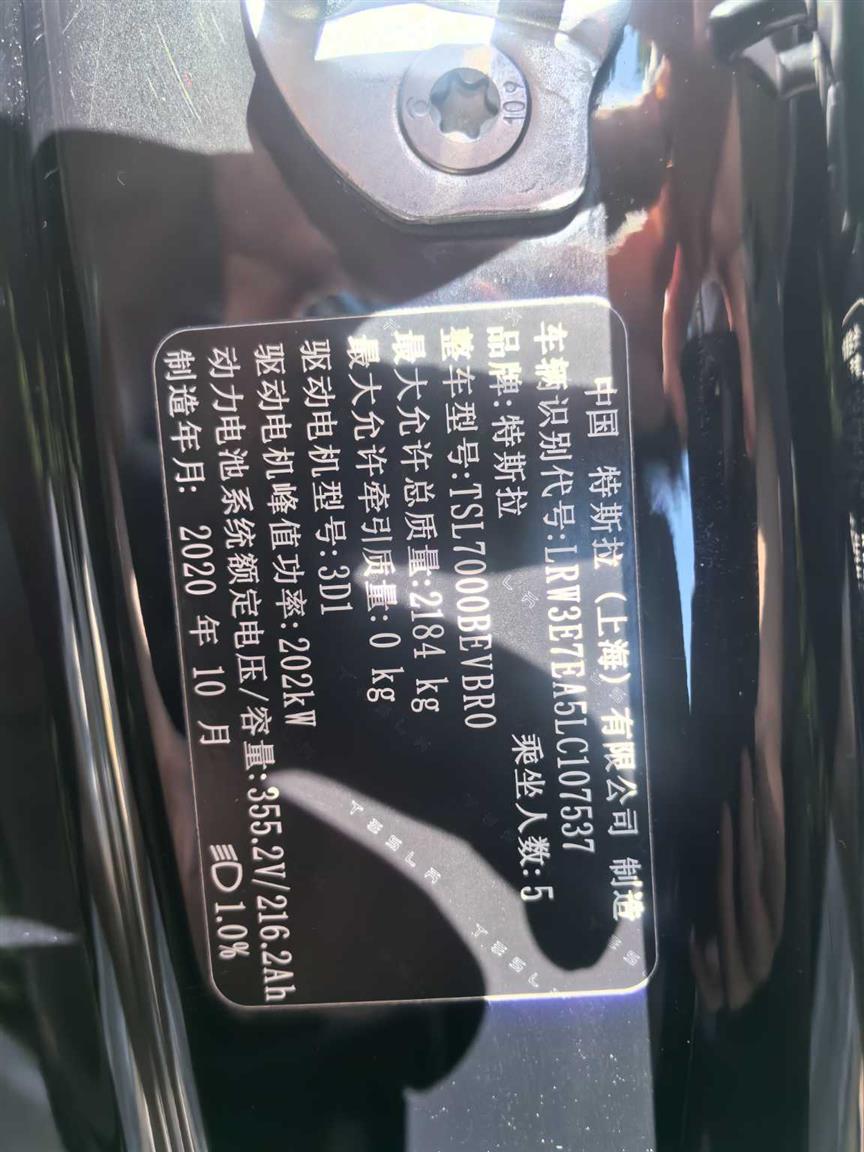 中国 特斯拉(上海)有限公司 制造
车辆识别代号:LRW3E7EA5LC107537
品牌:特斯拉 乘坐人数:5
整车型号:TSL7000BEVBR0
最大允许总质量:2184 kg
最大允许牵引质量:0 kg
驱动电机型号:3D1
驱动电机峰值功率:202kW
动力电池系统额定电压/容量:355.2V/216.2Ah
制造年月: 2020 年 10 月 1.0%
10.9
TESLA
TESLA